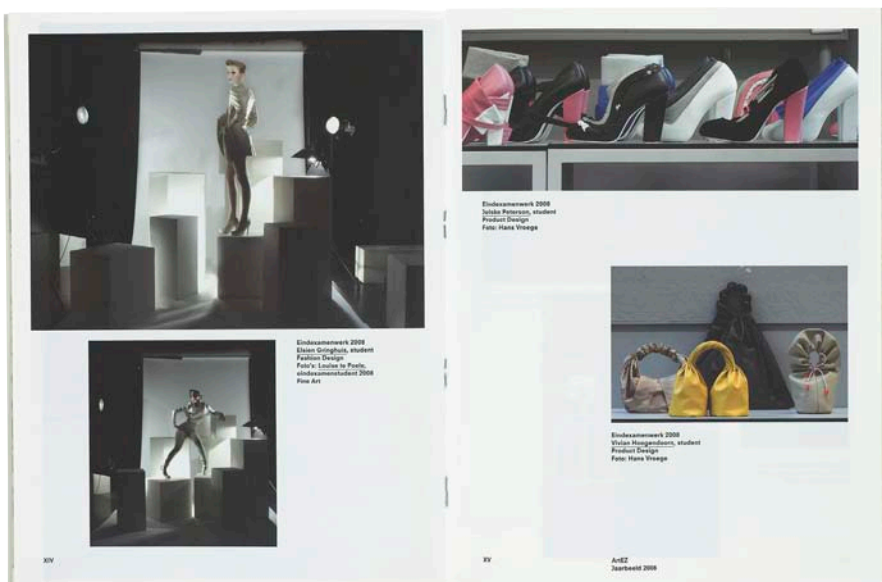 Eindexamenwerk 2008
Elsien Gringhuis, student
Fashion Design
Foto's: Louise te Poele,
eindexamenstudent 2008
Fine Art
XIV
Eindexamenwerk 2008
Jolske Peterson, student
Product Design
Foto: Hans Vroege
Eindexamenwerk 2008
Vivian Hoogendoorn, student
Product Design
Foto: Hans Vroege
XV
ArtEZ
Jaarbeeld 2008